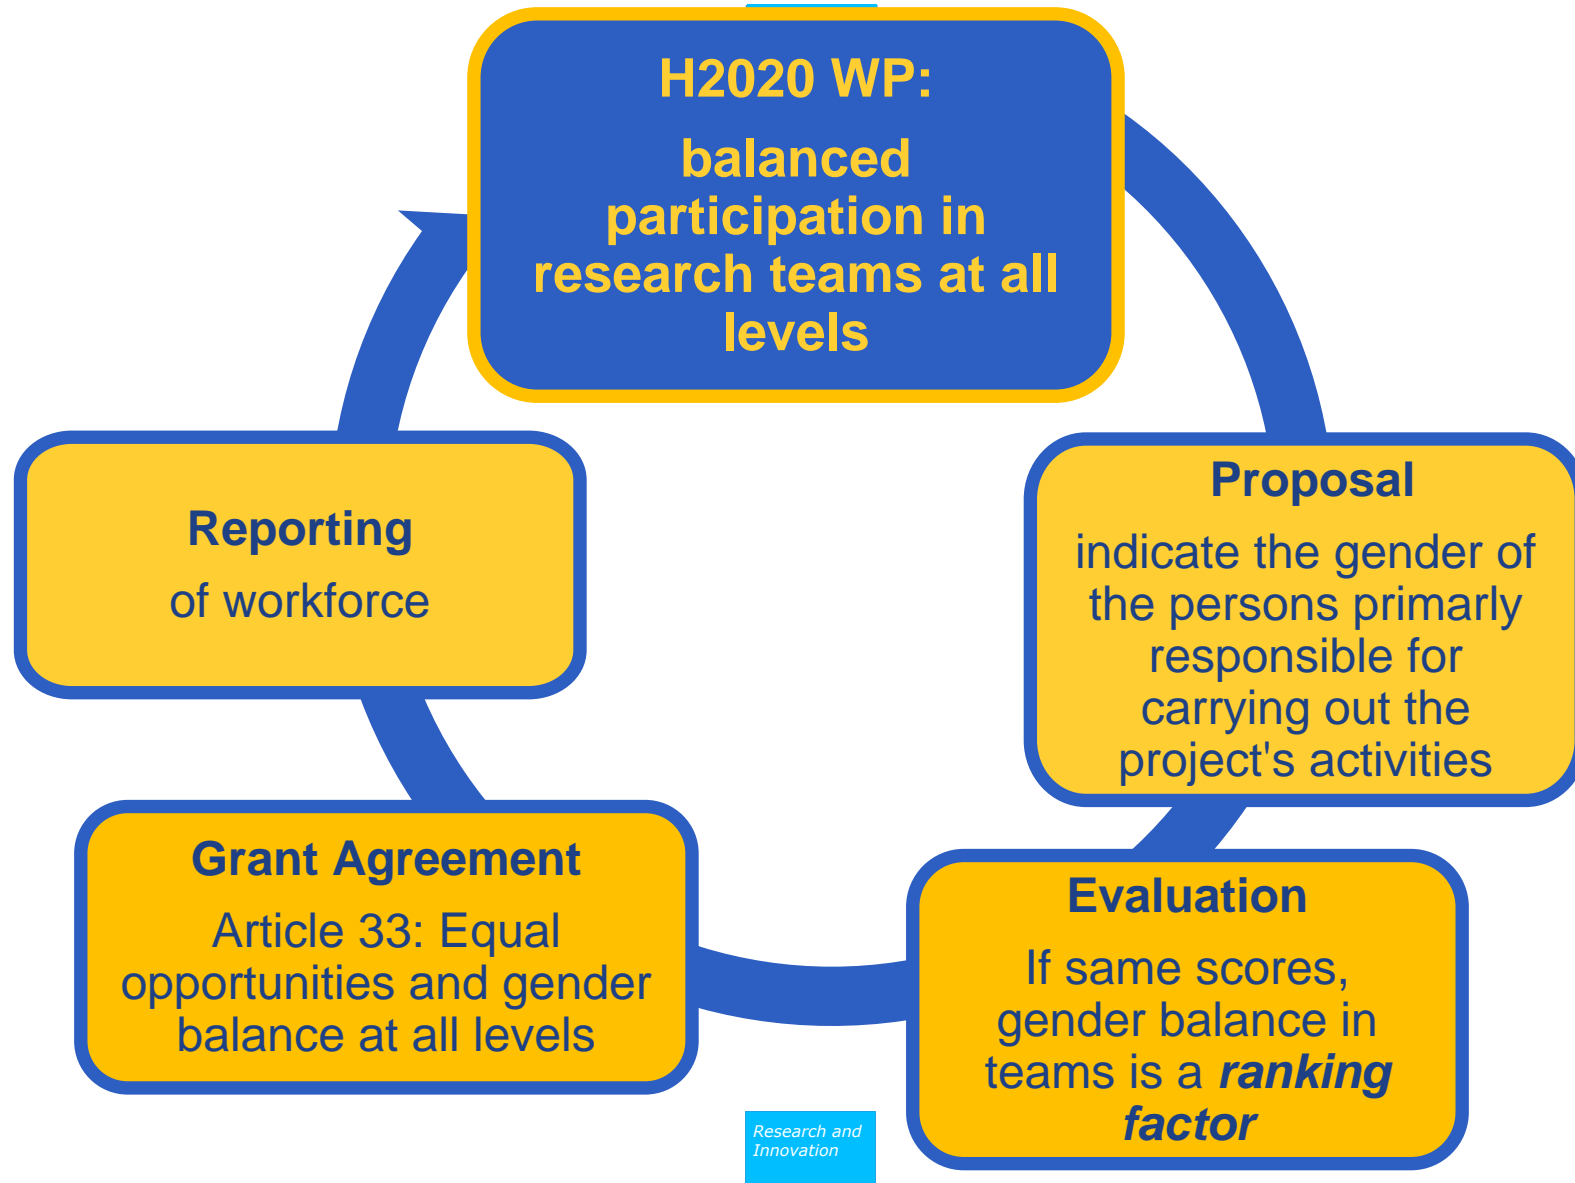 H2020 WP:
balanced
participation in
research teams at all
levels
Proposal
indicate the gender of
the persons primarly
responsible for
carrying out the
project's activities
Evaluation
If same scores,
gender balance in
teams is a ranking
factor
Grant Agreement
Article 33: Equal
opportunities and gender
balance at all levels
Reporting
of workforce
Research and
Innovation